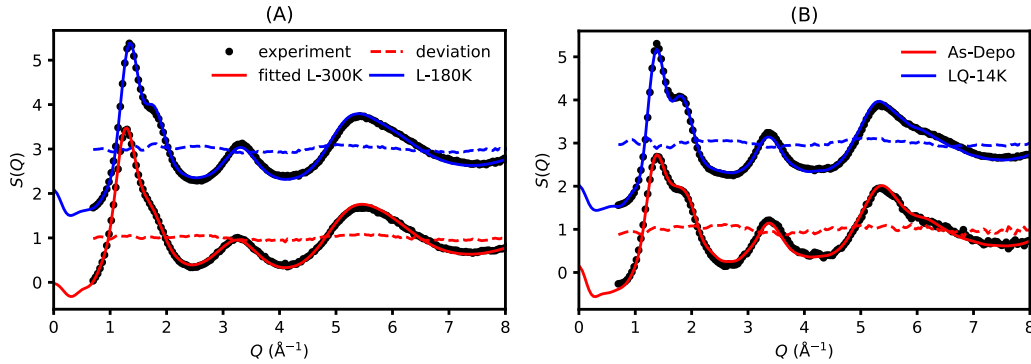 (A)
(B)
experiment
deviation
fitted L-300K
L-180K
As-Depo
LQ-14K
S(Q)
S(Q)
5
4
3
2
1
0
5
4
3
2
1
0
0 1 2 3 4 5 6 7 8
0 1 2 3 4 5 6 7 8
Q (Å⁻¹)
Q (Å⁻¹)